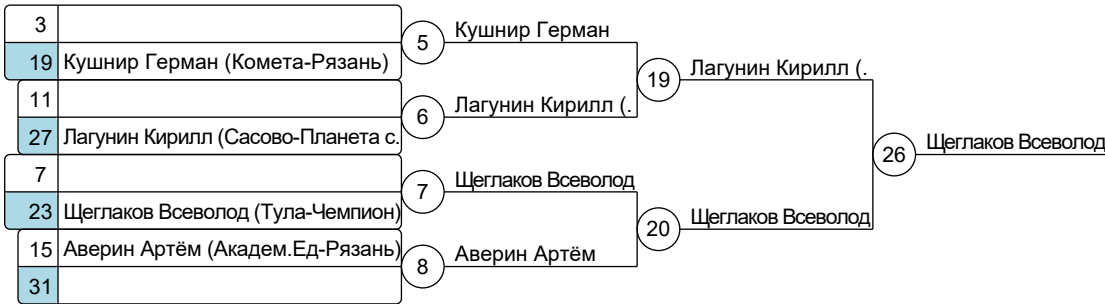 3
19 Кушнир Герман (Комета-Рязань)
11
27 Лагунин Кирилл (Сасово-Планета с.
7
23 Щеглаков Всеволод (Тула-Чемпион)
15 Аверин Артём (Академ.Ед-Рязань)
31
5 Кушнир Герман
6 Лагунин Кирилл (.
7 Щеглаков Всеволод
8 Аверин Артём
19 Лагунин Кирилл (.
20 Щеглаков Всеволод
26 Щеглаков Всеволод